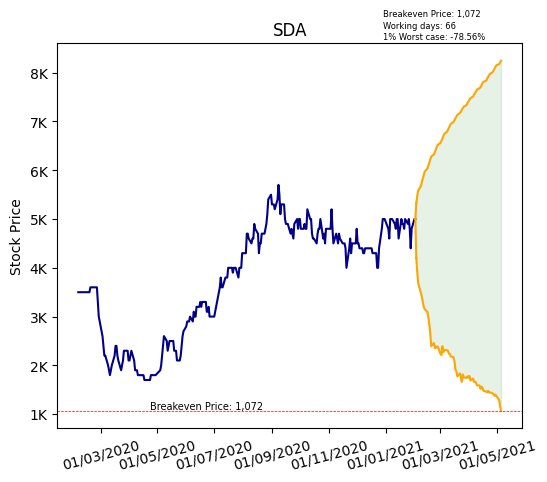 Breakeven Price: 1,072
Working days: 66
1% Worst case: -78.56%
SDA
Stock Price
8K
7K
6K
5K
4K
3K
2K
1K
Breakeven Price: 1,072
01/03/2020
01/05/2020
01/07/2020
01/09/2020
01/11/2020
01/01/2021
01/03/2021
01/05/2021